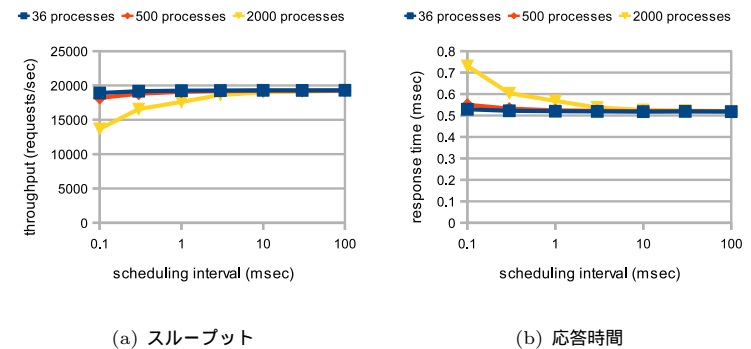 36 processes 500 processes 2000 processes
throughput (requests/sec)
25000
20000
15000
10000
5000
0
0.1 1 10 100
scheduling interval (msec)
(a) スループット
36 processes 500 processes 2000 processes
response time (msec)
0.8
0.7
0.6
0.5
0.4
0.3
0.2
0.1
0
0.1 1 10 100
scheduling interval (msec)
(b) 応答時間